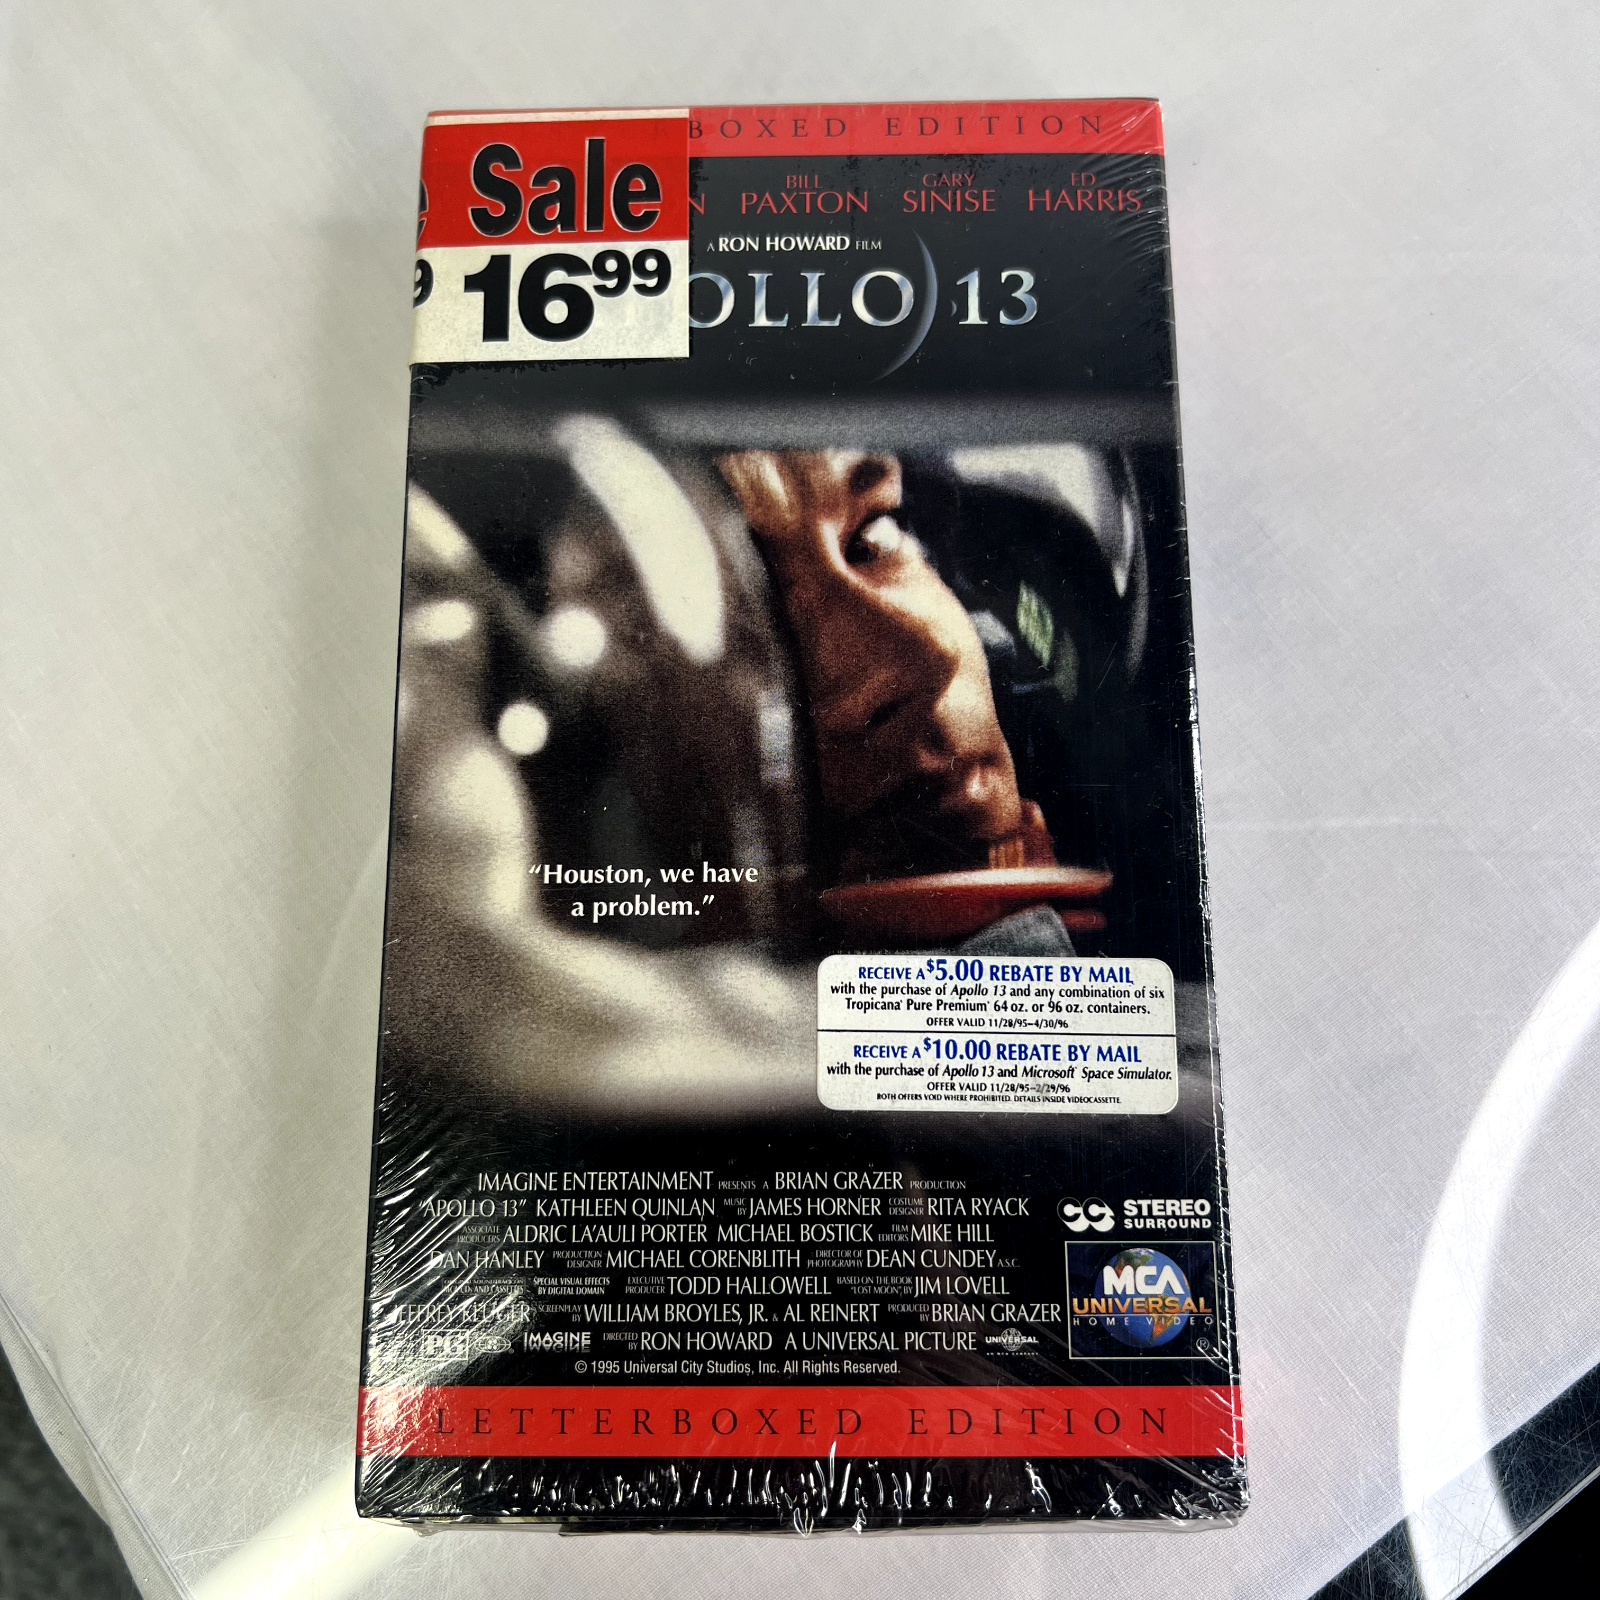 BOXED EDITION
Sale
16⁹⁹
BILL PAXTON GARY SINISE ED HARRIS
A RON HOWARD FILM
OLLO 13
“Houston, we have
a problem.”
RECEIVE A $5.00 REBATE BY MAIL
with the purchase of Apollo 13 and any combination of six
Tropicana® Pure Premium® 64 oz. or 96 oz. containers.
OFFER VALID 11/28/95–4/30/96
RECEIVE A $10.00 REBATE BY MAIL
with the purchase of Apollo 13 and Microsoft® Space Simulator.
OFFER VALID 11/28/95–2/29/96
BOTH OFFERS VOID WHERE PROHIBITED. DETAILS INSIDE VIDEOCASSETTE.
IMAGINE ENTERTAINMENT PRESENTS A BRIAN GRAZER PRODUCTION
“APOLLO 13” KATHLEEN QUINLAN MUSIC BY JAMES HORNER COSTUME DESIGNER RITA RYACK
ASSOCIATE PRODUCERS ALDRIC LA’AULI PORTER MICHAEL BOSTICK FILM EDITORS MIKE HILL
DAN HANLEY PRODUCTION DESIGNER MICHAEL CORENBLITH DIRECTOR OF PHOTOGRAPHY DEAN CUNDEY A.S.C.
SPECIAL VISUAL EFFECTS BY DIGITAL DOMAIN EXECUTIVE PRODUCER TODD HALLOWELL BASED ON THE BOOK “LOST MOON” BY JIM LOVELL
JEFFREY KLUGER SCREENPLAY BY WILLIAM BROYLES, JR. & AL REINERT PRODUCED BY BRIAN GRAZER
PG IMAGINE DIRECTED BY RON HOWARD A UNIVERSAL PICTURE UNIVERSAL
© 1995 Universal City Studios, Inc. All Rights Reserved.
STEREO
SURROUND
MCA
UNIVERSAL
HOME VIDEO
®
LETTERBOXED EDITION